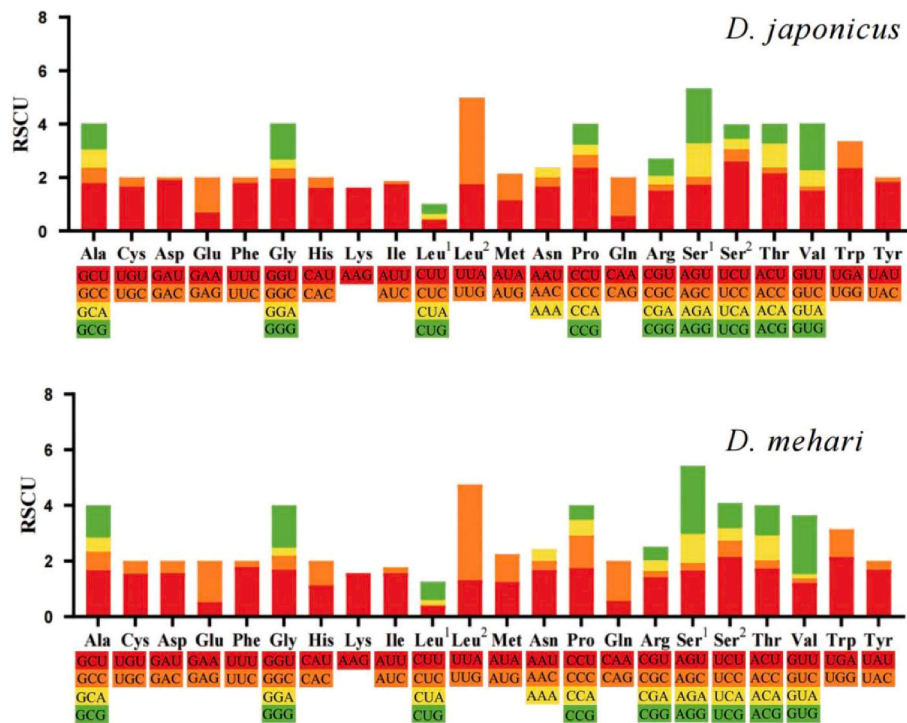 D. japonicus
8
6
4
2
0
RSCU
Ala Cys Asp Glu Phe Gly His Lys Ile Leu¹ Leu² Met Asn Pro Gln Arg Ser¹ Ser² Thr Val Trp Tyr
GCU UGU GAU GAA UUU GGU CAU AAG AUU CUU UUA AUA AAU CCU CAA CGU AGU UCU ACU GUU UGA UAU
GCC UGC GAC GAG UUC GGC CAC AUC CUC UUG AUG AAC CCC CAG CGC AGC UCC ACC GUC UGG UAC
GCA GGA CUA AAA CCA CGA AGA UCA ACA GUA
GCG GGG CUG CCG CGG AGG UCG ACG GUG
D. mehari
8
6
4
2
0
RSCU
Ala Cys Asp Glu Phe Gly His Lys Ile Leu¹ Leu² Met Asn Pro Gln Arg Ser¹ Ser² Thr Val Trp Tyr
GCU UGU GAU GAA UUU GGU CAU AAG AUU CUU UUA AUA AAU CCU CAA CGU AGU UCU ACU GUU UGA UAU
GCC UGC GAC GAG UUC GGC CAC AUC CUC UUG AUG AAC CCC CAG CGC AGC UCC ACC GUC UGG UAC
GCA GGA CUA AAA CCA CGA AGA UCA ACA GUA
GCG GGG CUG CCG CGG AGG UCG ACG GUG